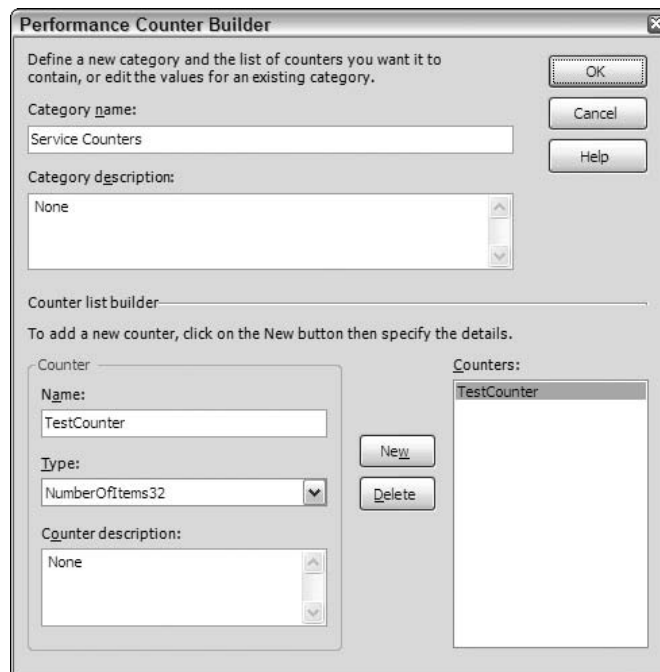 Performance Counter Builder
Define a new category and the list of counters you want it to
contain, or edit the values for an existing category.
OK
Cancel
Help
Category name:
Service Counters
Category description:
None
Counter list builder
To add a new counter, click on the New button then specify the details.
Counter
Name:
TestCounter
Type:
NumberOfItems32
Counter description:
None
New
Delete
Counters:
TestCounter